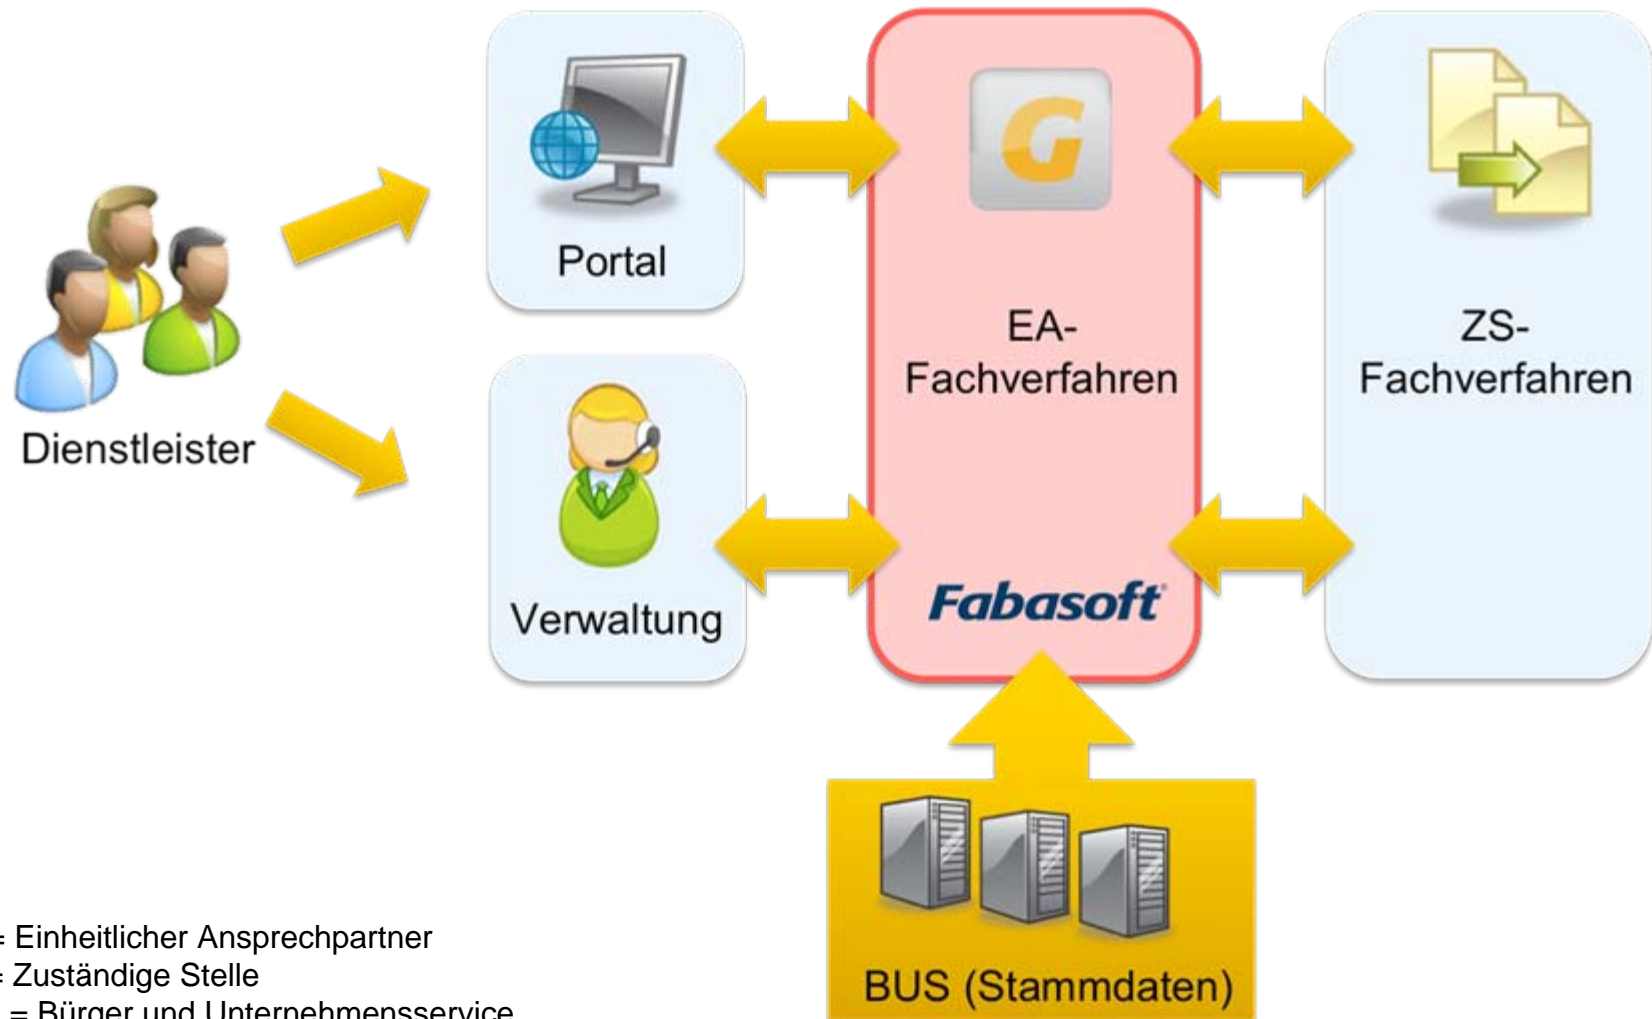 Portal
EA-
Fachverfahren
ZS-
Fachverfahren
Dienstleister
Verwaltung
G
Fabasoft
BUS (Stammdaten)
= Einheitlicher Ansprechpartner
= Zuständige Stelle
= Bürger und Unternehmensservice